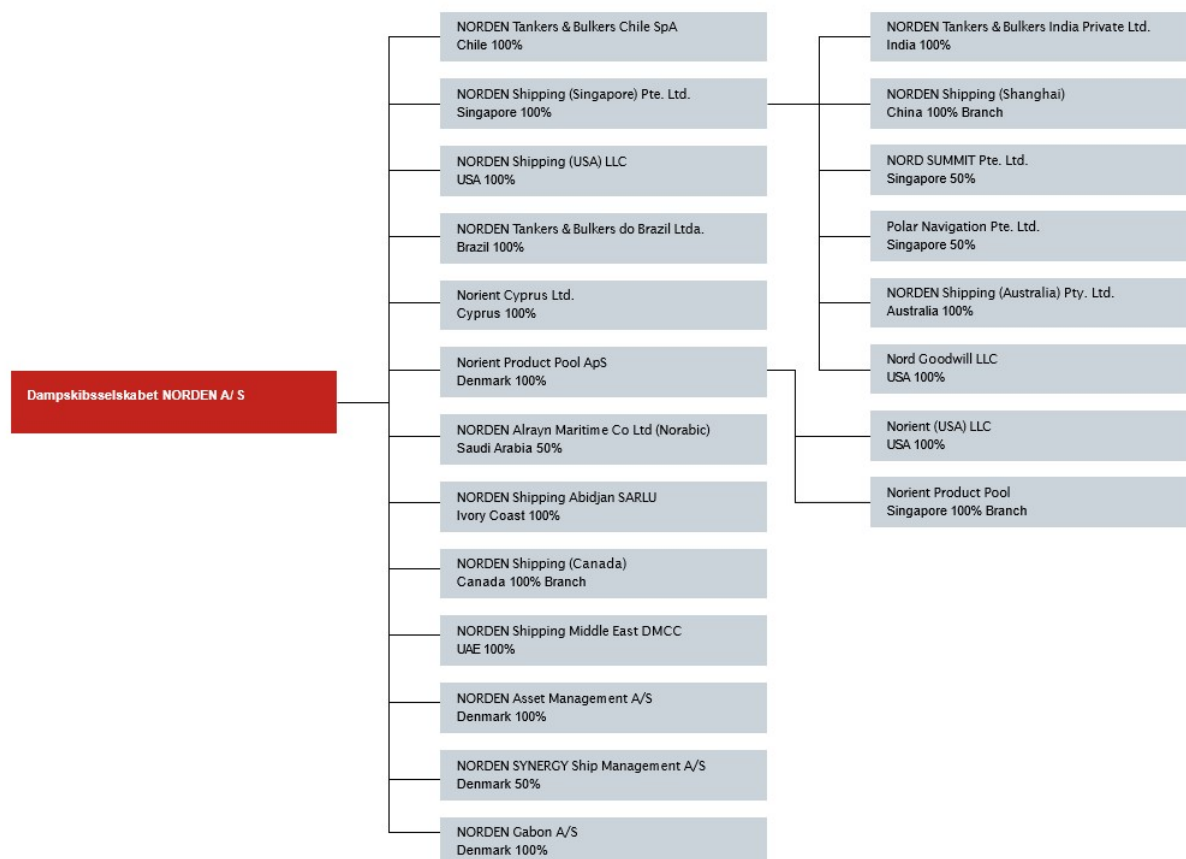 Dampskibsselskabet NORDEN A/ S
NORDEN Tankers & Bulkers Chile SpA
Chile 100%
NORDEN Shipping (Singapore) Pte. Ltd.
Singapore 100%
NORDEN Shipping (USA) LLC
USA 100%
NORDEN Tankers & Bulkers do Brazil Ltda.
Brazil 100%
Norient Cyprus Ltd.
Cyprus 100%
Norient Product Pool ApS
Denmark 100%
NORDEN Alrayn Maritime Co Ltd (Norabic)
Saudi Arabia 50%
NORDEN Shipping Abidjan SARLU
Ivory Coast 100%
NORDEN Shipping (Canada)
Canada 100% Branch
NORDEN Shipping Middle East DMCC
UAE 100%
NORDEN Asset Management A/S
Denmark 100%
NORDEN SYNERGY Ship Management A/S
Denmark 50%
NORDEN Gabon A/S
Denmark 100%
NORDEN Tankers & Bulkers India Private Ltd.
India 100%
NORDEN Shipping (Shanghai)
China 100% Branch
NORD SUMMIT Pte. Ltd.
Singapore 50%
Polar Navigation Pte. Ltd.
Singapore 50%
NORDEN Shipping (Australia) Pty. Ltd.
Australia 100%
Nord Goodwill LLC
USA 100%
Norient (USA) LLC
USA 100%
Norient Product Pool
Singapore 100% Branch